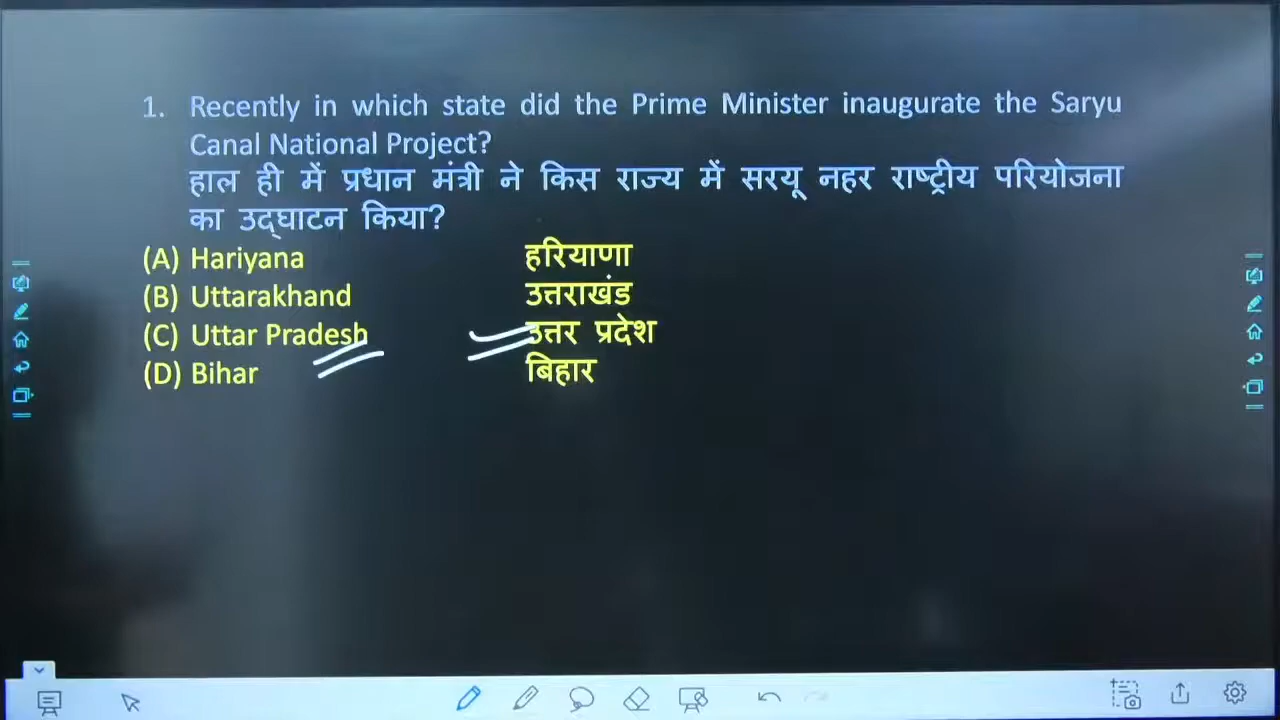 1. Recently in which state did the Prime Minister inaugurate the Saryu
Canal National Project?
हाल ही में प्रधान मंत्री ने किस राज्य में सरयू नहर राष्ट्रीय परियोजना
का उद्घाटन किया?
(A) Hariyana हरियाणा
(B) Uttarakhand उत्तराखंड
(C) Uttar Pradesh उत्तर प्रदेश
(D) Bihar बिहार